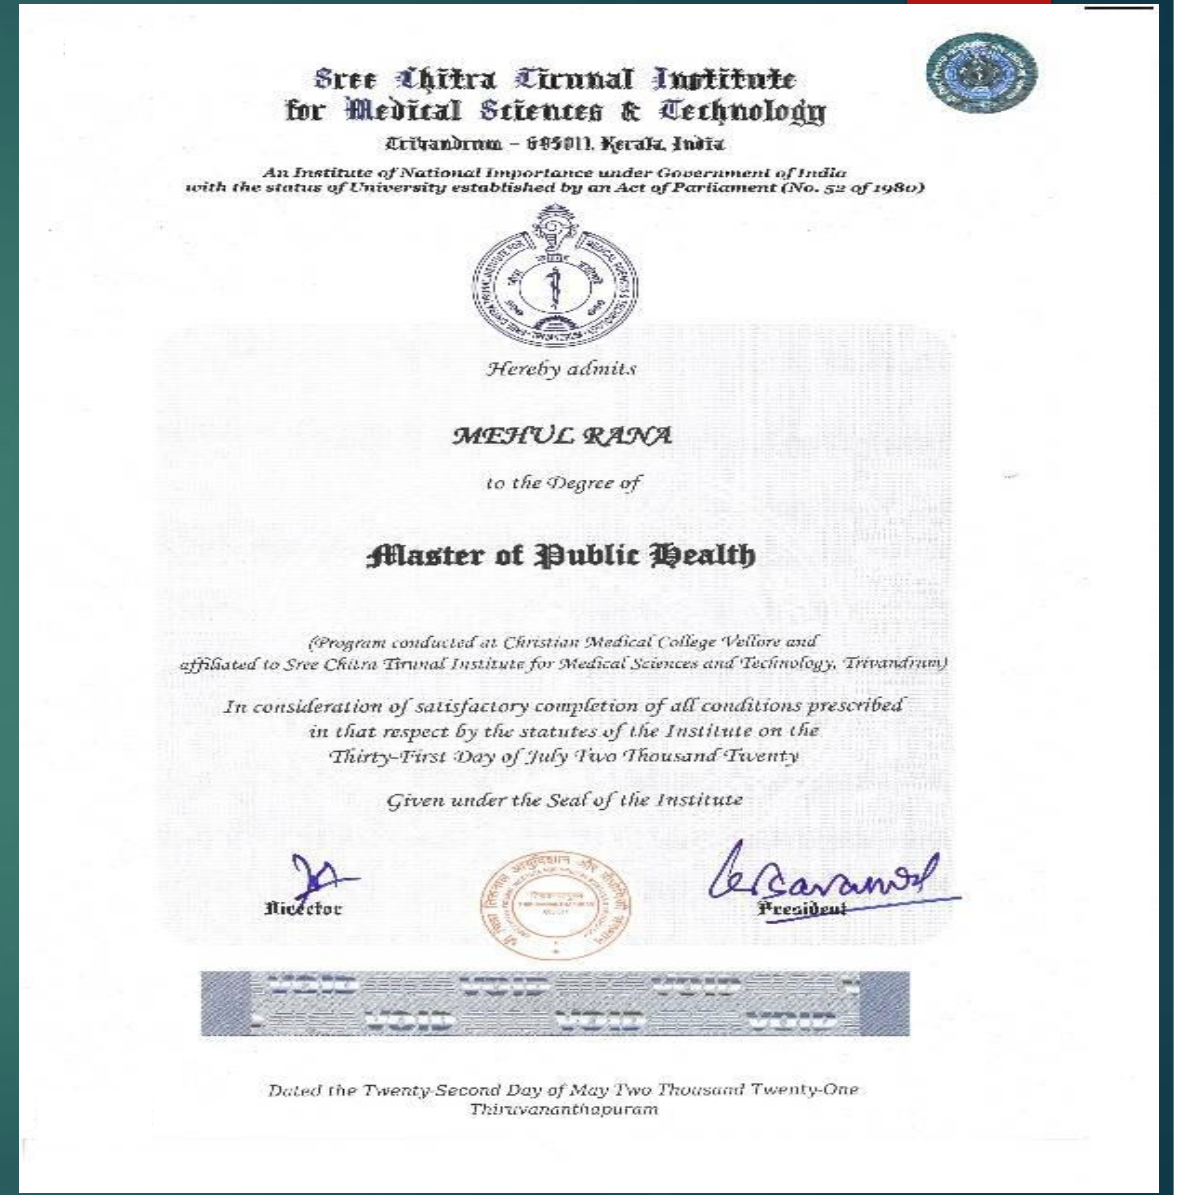 Sree Chitra Tirunal Institute
for Medical Sciences & Technology
Trivandrum - 695011, Kerala, India
An Institute of National Importance under Government of India
with the status of University established by an Act of Parliament (No. 52 of 1980)
Hereby admits
MEHUL RANA
to the Degree of
Master of Public Health
(Program conducted at Christian Medical College Vellore and
affiliated to Sree Chitra Tirunal Institute for Medical Sciences and Technology, Trivandrum)
In consideration of satisfactory completion of all conditions prescribed
in that respect by the statutes of the Institute on the
Thirty-First Day of July Two Thousand Twenty
Given under the Seal of the Institute
Director
President
VOID VOID VOID
VOID VOID VOID
Dated the Twenty-Second Day of May Two Thousand Twenty-One
Thiruvananthapuram